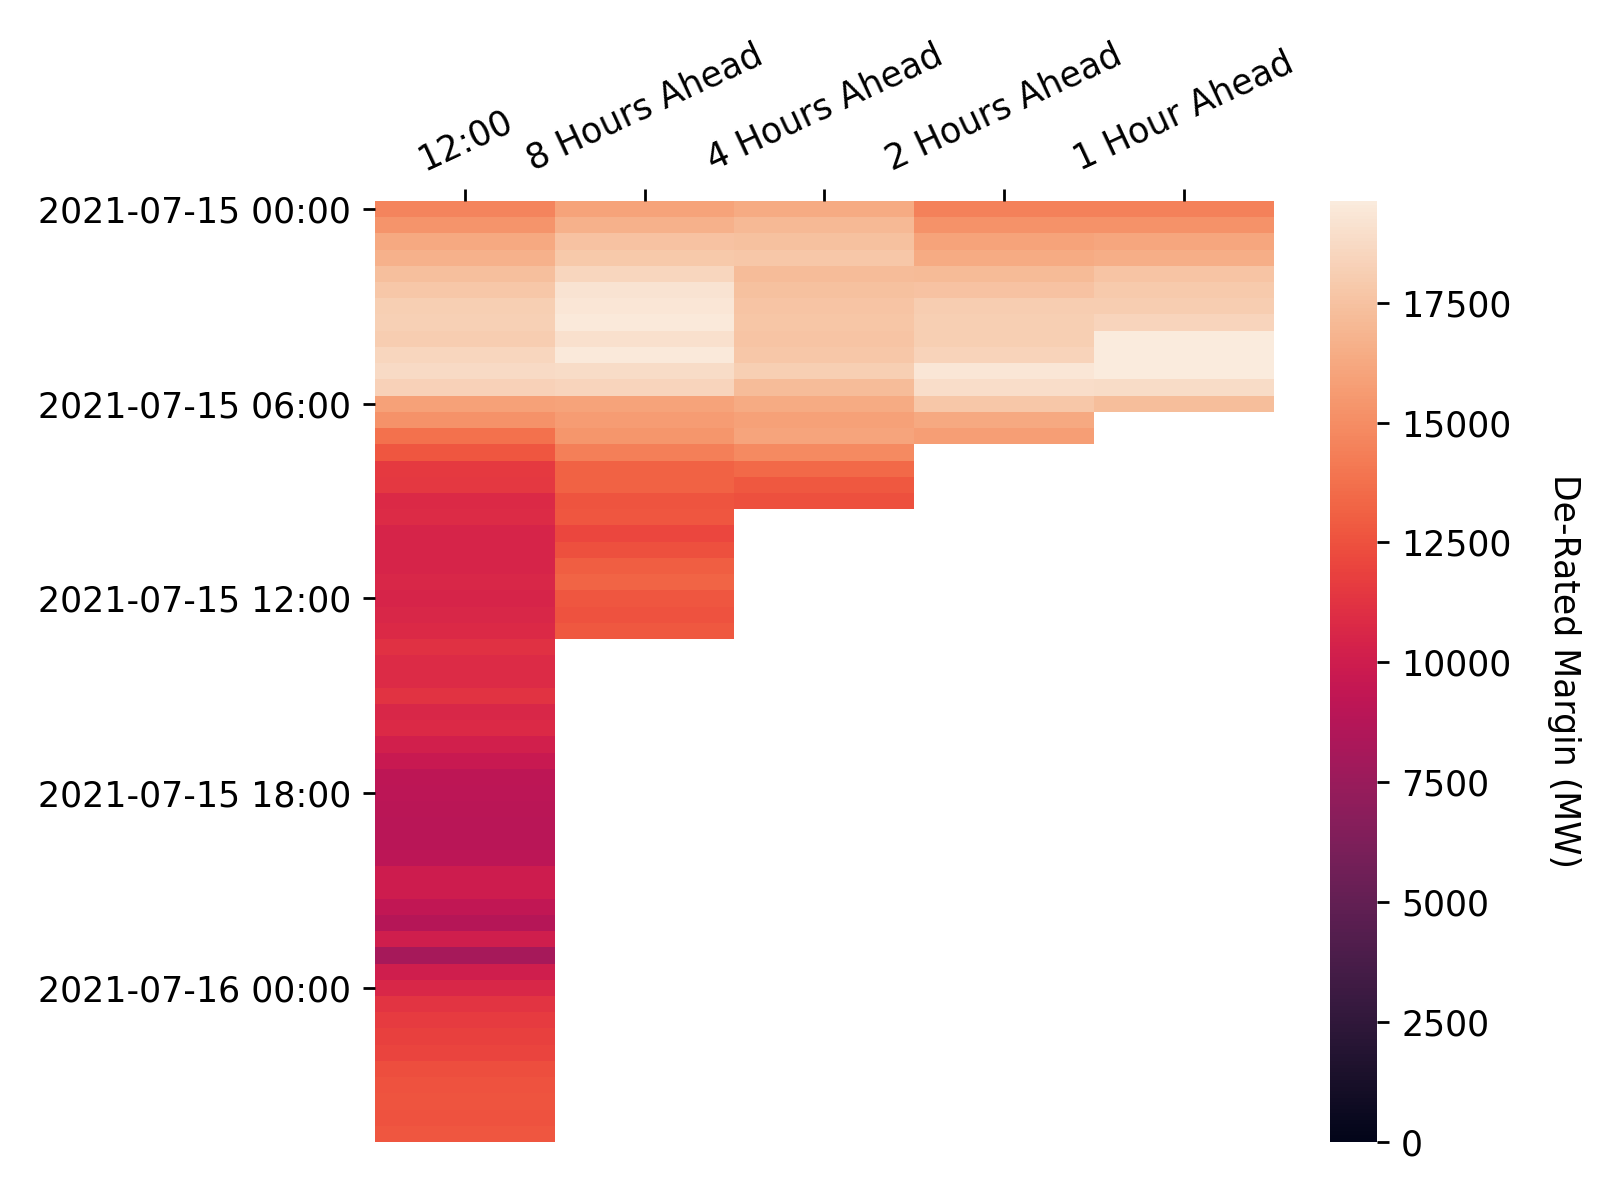 12:00
8 Hours Ahead
4 Hours Ahead
2 Hours Ahead
1 Hour Ahead
2021-07-15 00:00
2021-07-15 06:00
2021-07-15 12:00
2021-07-15 18:00
2021-07-16 00:00
17500
15000
12500
10000
7500
5000
2500
0
De-Rated Margin (MW)